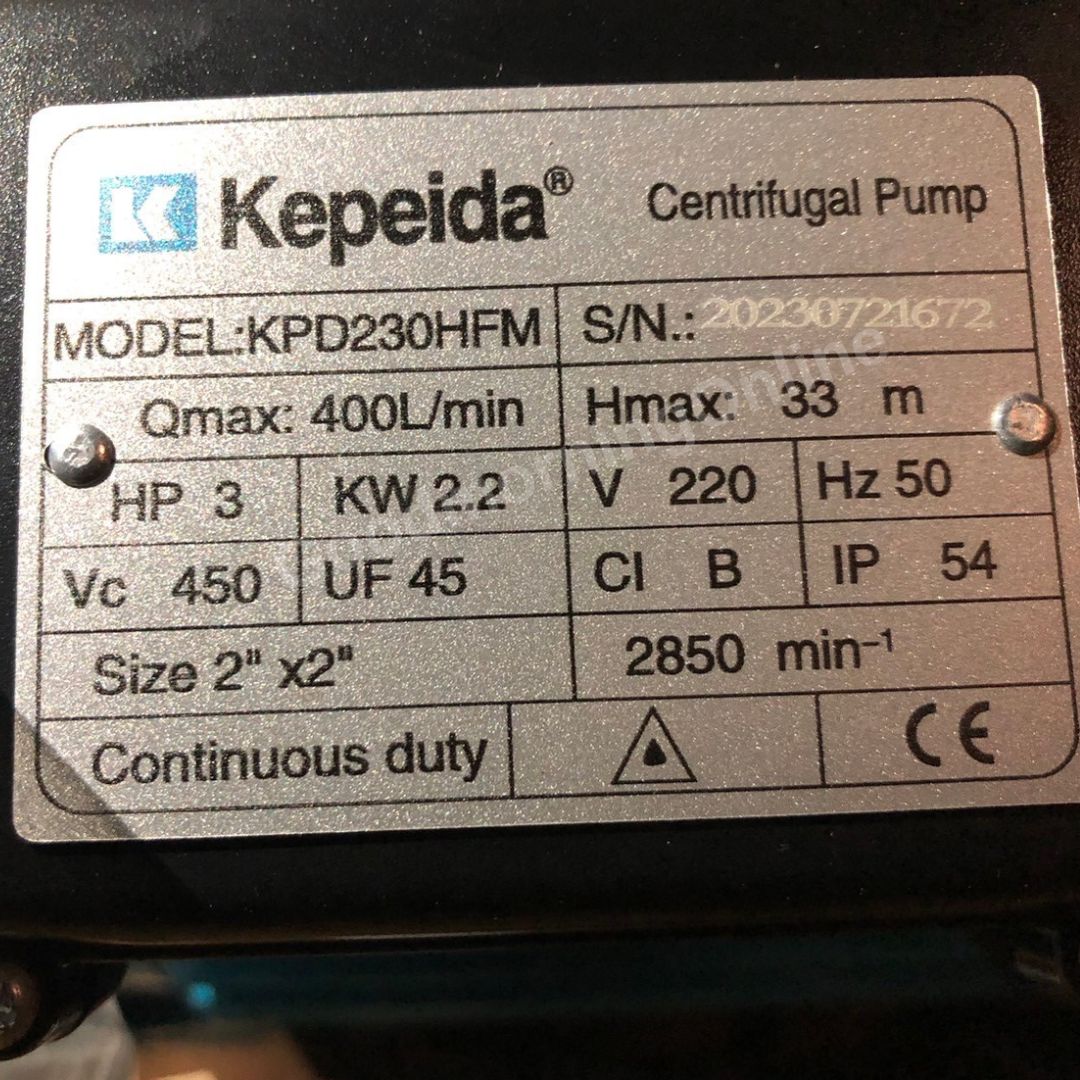 K Kepeida® Centrifugal Pump
MODEL:KPD230HFM S/N.: 20230721672
Qmax: 400L/min Hmax: 33 m
HP 3 KW 2.2 V 220 Hz 50
Vc 450 UF 45 Cl B IP 54
Size 2" x2" 2850 min⁻¹
Continuous duty CE